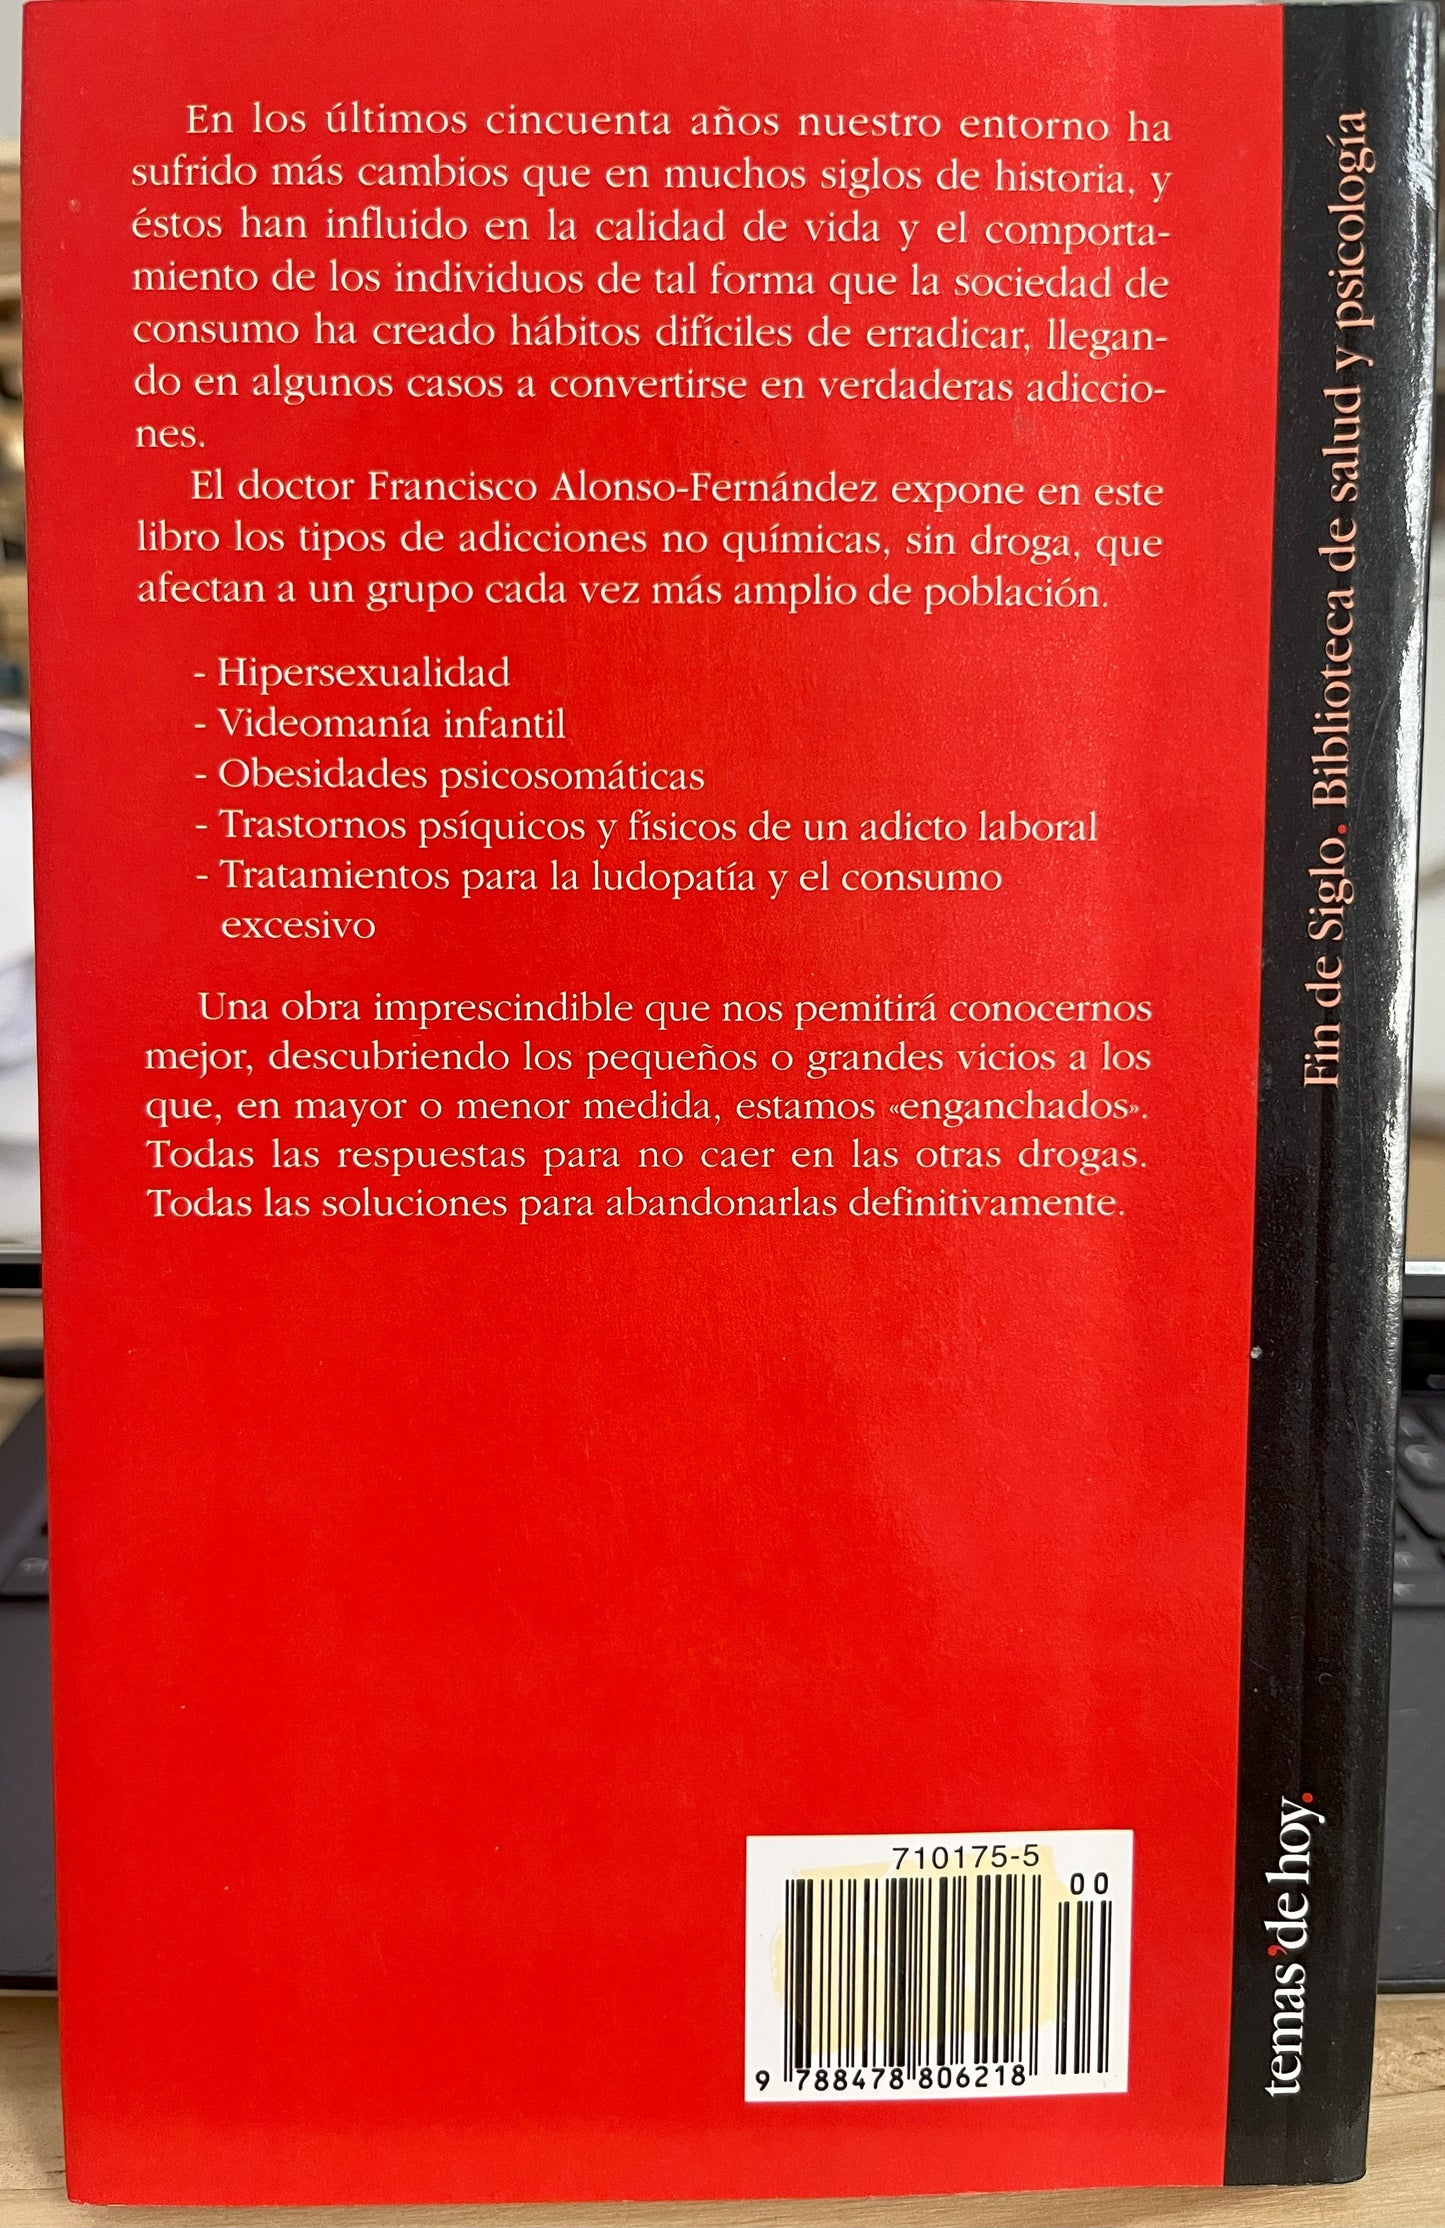 En los últimos cincuenta años nuestro entorno ha
sufrido más cambios que en muchos siglos de historia, y
éstos han influido en la calidad de vida y el comporta-
miento de los individuos de tal forma que la sociedad de
consumo ha creado hábitos difíciles de erradicar, llegan-
do en algunos casos a convertirse en verdaderas adiccio-
nes.
El doctor Francisco Alonso-Fernández expone en este
libro los tipos de adicciones no químicas, sin droga, que
afectan a un grupo cada vez más amplio de población.
- Hipersexualidad
- Videomanía infantil
- Obesidades psicosomáticas
- Trastornos psíquicos y físicos de un adicto laboral
- Tratamientos para la ludopatía y el consumo
excesivo
Una obra imprescindible que nos pemitirá conocernos
mejor, descubriendo los pequeños o grandes vicios a los
que, en mayor o menor medida, estamos «enganchados».
Todas las respuestas para no caer en las otras drogas.
Todas las soluciones para abandonarlas definitivamente.
710175-5
00
9 788478 806218
Fin de Siglo. Biblioteca de salud y psicología
temas'de hoy.